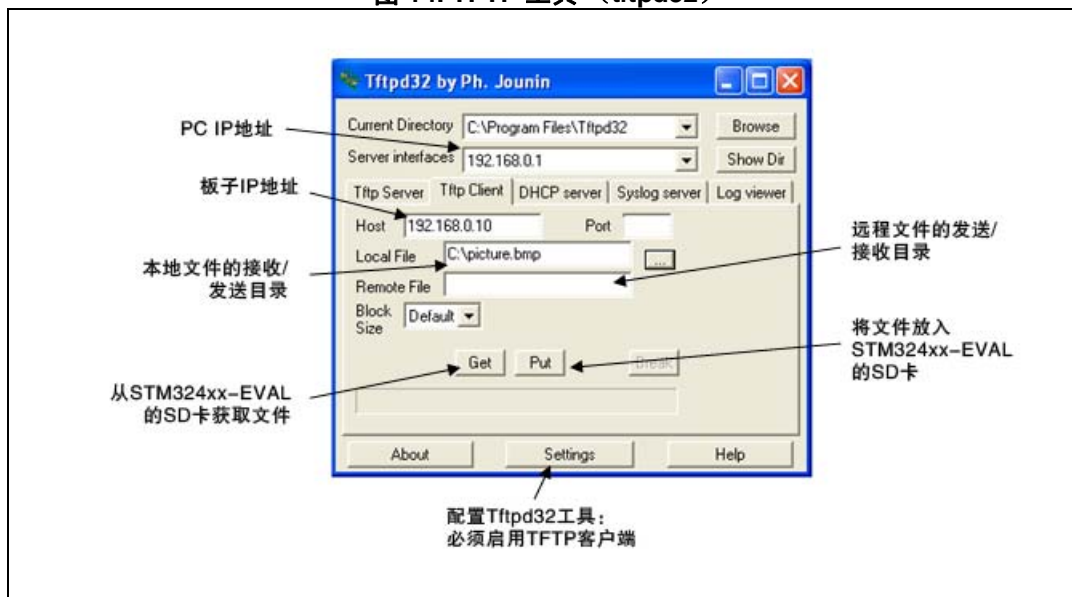 Tftpd32 by Ph. Jounin
Current Directory
C:\Program Files\Tftpd32
Browse
PC IP地址
Server interfaces
192.168.0.1
Show Dir
Tftp Server
Tftp Client
DHCP server
Syslog server
Log viewer
板子IP地址
Host
192.168.0.10
Port
Local File
C:\picture.bmp
...
远程文件的发送/
接收目录
本地文件的接收/
发送目录
Remote File
Block
Size
Default
Get
Put
Break
将文件放入
STM324xx-EVAL
的SD卡
从STM324xx-EVAL
的SD卡获取文件
About
Settings
Help
配置Tftpd32工具：
必须启用TFTP客户端